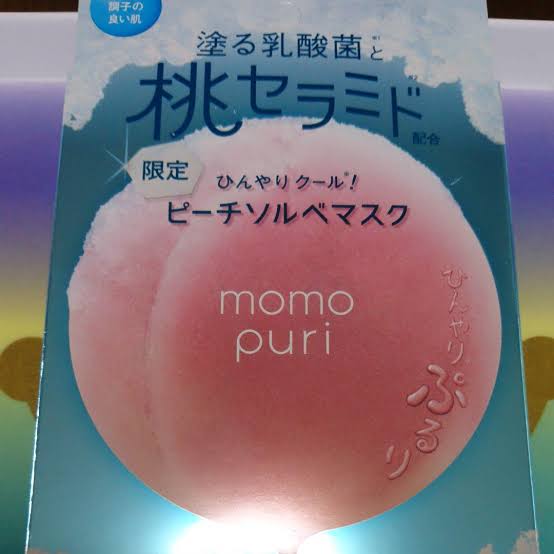 調子の
良い肌
塗る乳酸菌※1と
桃セラミド※2
配合
限定
ひんやりクール※!
ピーチソルベマスク
momo
puri
ひんやり
ぷるり